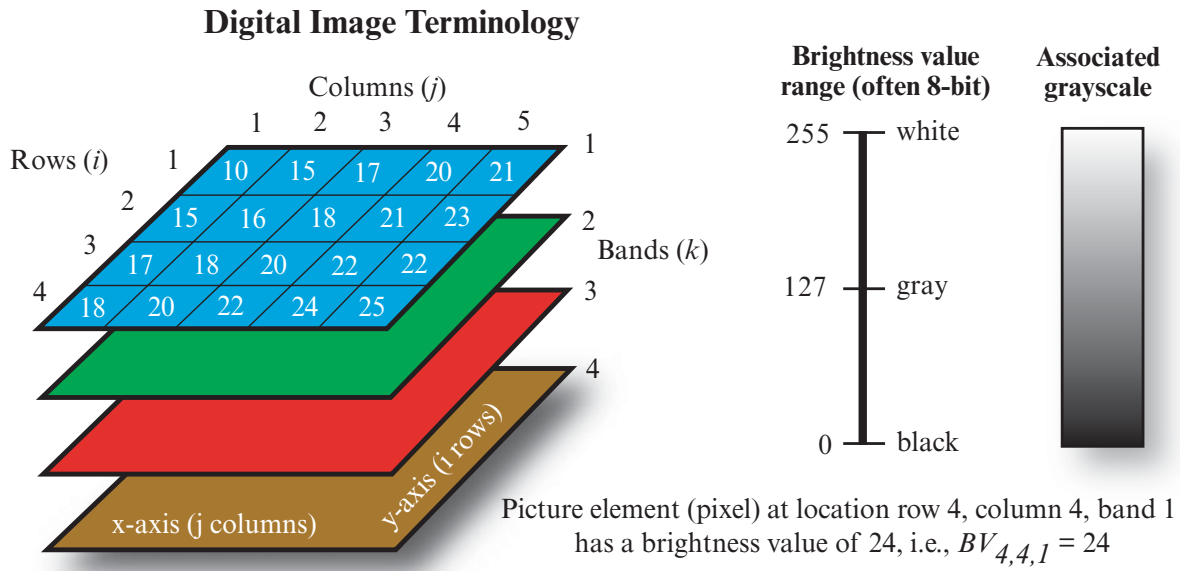 Digital Image Terminology
Columns (j)
1 2 3 4 5
Rows (i)
1 10 15 17 20 21 1
2 15 16 18 21 23 2
3 17 18 20 22 22
4 18 20 22 24 25
Bands (k)
3
4
x-axis (j columns)
y-axis (i rows)
Brightness value
range (often 8-bit)
255 white
127 gray
0 black
Associated
grayscale
Picture element (pixel) at location row 4, column 4, band 1
has a brightness value of 24, i.e., BV4,4,1 = 24